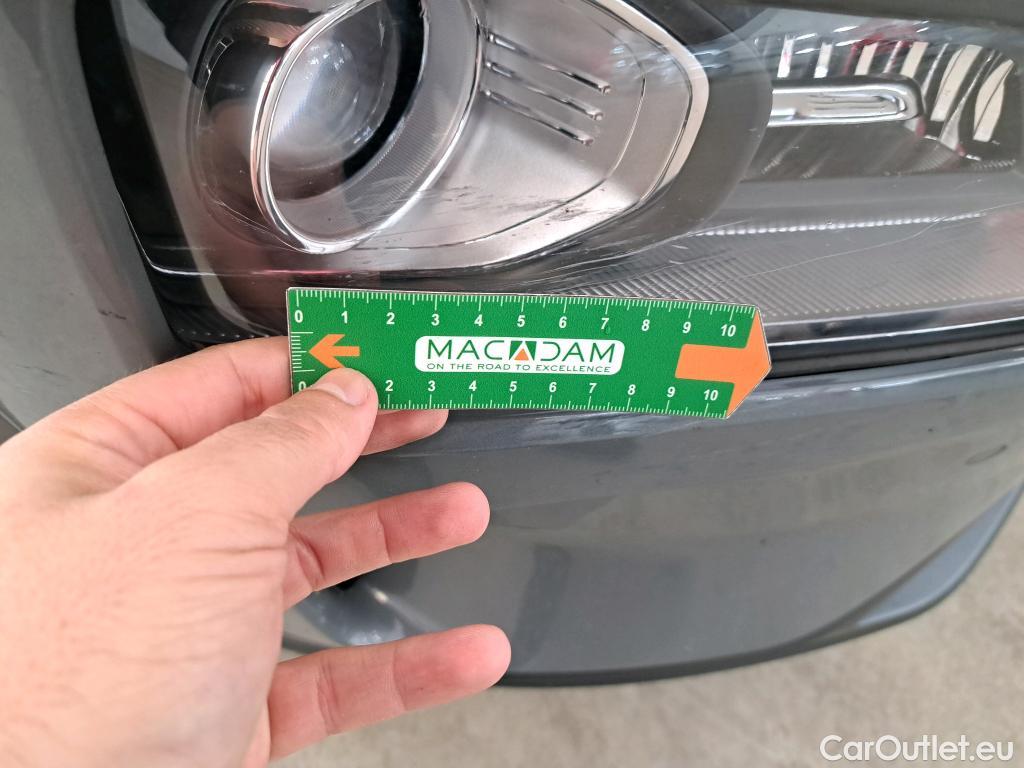 0 1 2 3 4 5 6 7 8 9 10
MACADAM
ON THE ROAD TO EXCELLENCE
0 2 3 4 5 6 7 8 9 10
CarOutlet.eu